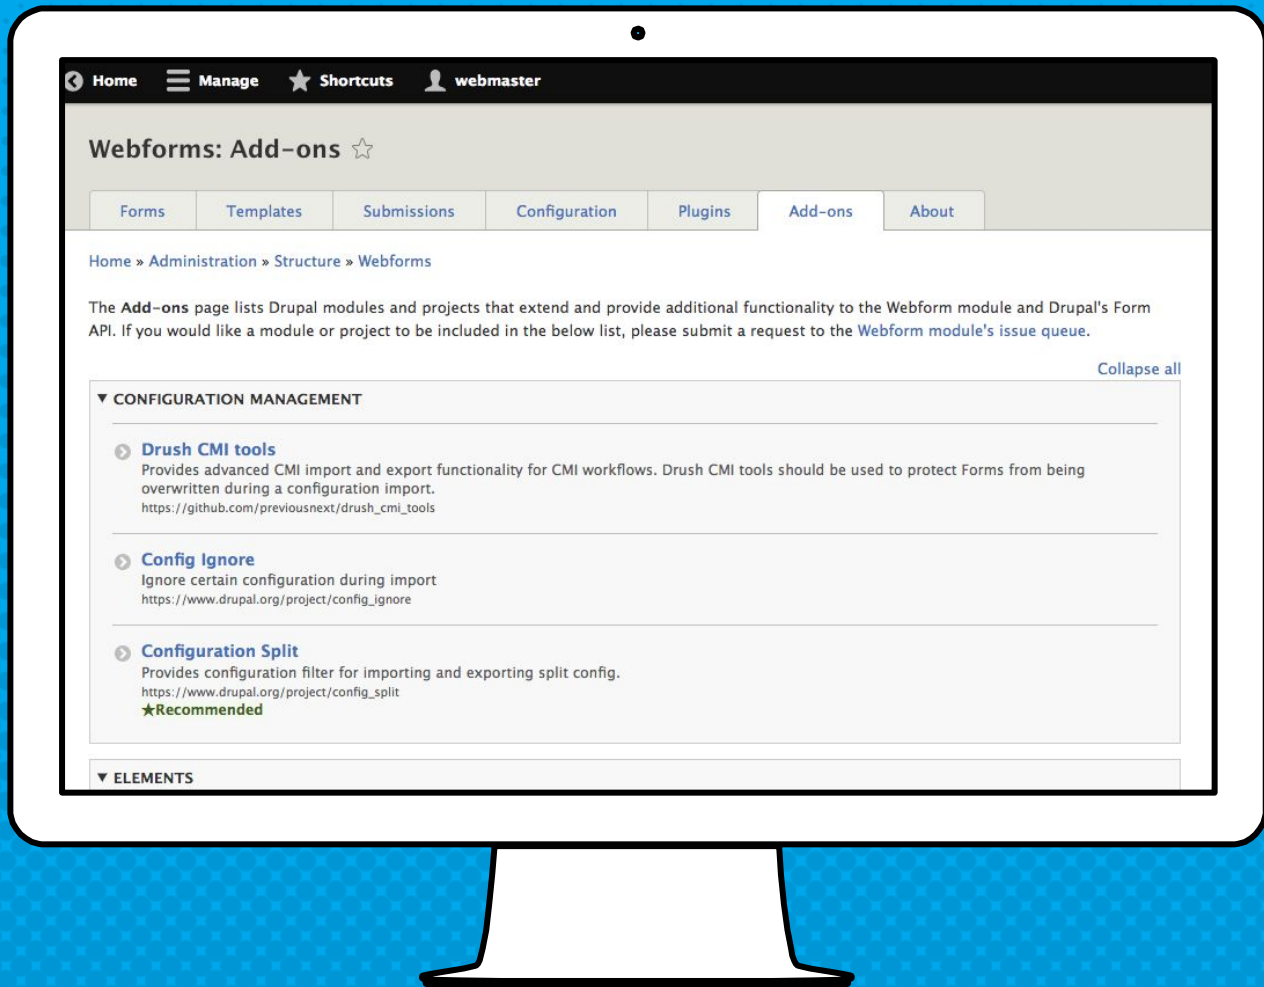 Home Manage Shortcuts webmaster
Webforms: Add-ons
Forms Templates Submissions Configuration Plugins Add-ons About
Home » Administration » Structure » Webforms
The Add-ons page lists Drupal modules and projects that extend and provide additional functionality to the Webform module and Drupal's Form
API. If you would like a module or project to be included in the below list, please submit a request to the Webform module's issue queue.
Collapse all
▼ CONFIGURATION MANAGEMENT
Drush CMI tools
Provides advanced CMI import and export functionality for CMI workflows. Drush CMI tools should be used to protect Forms from being
overwritten during a configuration import.
https://github.com/previousnext/drush_cmi_tools
Config Ignore
Ignore certain configuration during import
https://www.drupal.org/project/config_ignore
Configuration Split
Provides configuration filter for importing and exporting split config.
https://www.drupal.org/project/config_split
★Recommended
▼ ELEMENTS